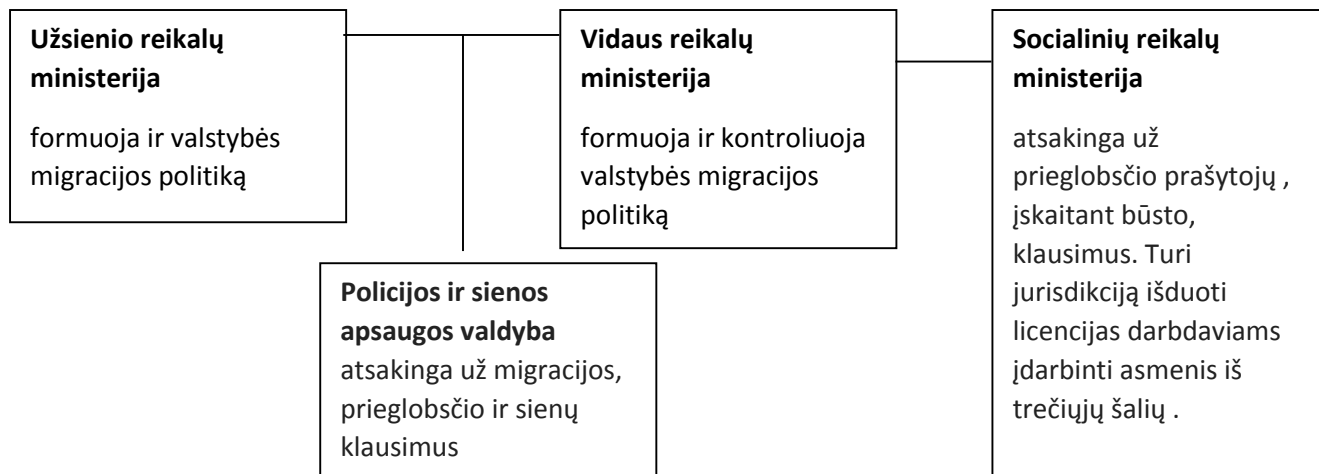 Užsienio reikalų
ministerija
formuoja ir valstybės
migracijos politiką
Vidaus reikalų
ministerija
formuoja ir kontroliuoja
valstybės migracijos
politiką
Socialinių reikalų
ministerija
atsakinga už
prieglobsčio prašytojų ,
įskaitant būsto,
klausimus. Turi
jurisdikciją išduoti
licencijas darbdaviams
įdarbinti asmenis iš
trečiųjų šalių .
Policijos ir sienos
apsaugos valdyba
atsakinga už migracijos,
prieglobsčio ir sienų
klausimus